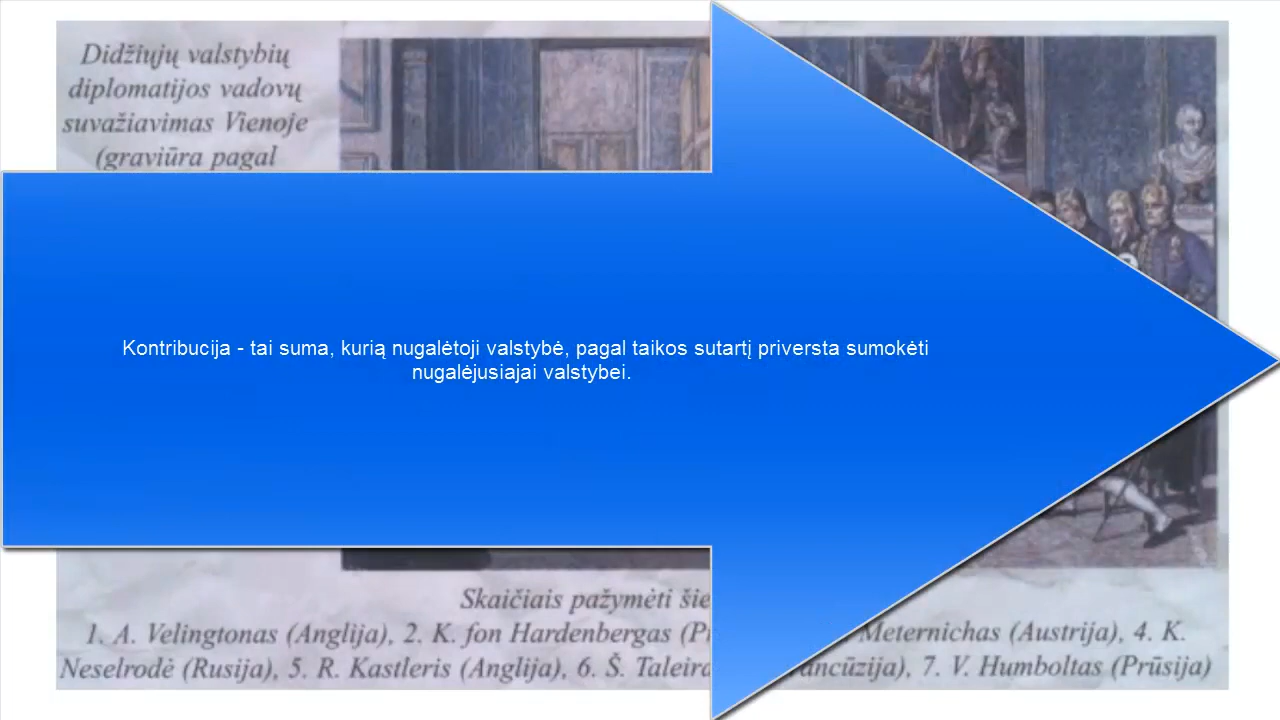 Didžiųjų valstybių
diplomatijos vadovų
suvažiavimas Vienoje
(graviūra pagal
Kontribucija - tai suma, kurią nugalėtoji valstybė, pagal taikos sutartį priversta sumokėti
nugalėjusiajai valstybei.
Skaičiais pažymėti
1. A. Velingtonas (Anglija), 2. K. fon Hardenbergas Meternichas (Austrija), 4. K.
Neselrodė (Rusija), 5. R. Kastleris (Anglija), 6. Š. 7. V. Humboltas (Prūsija)